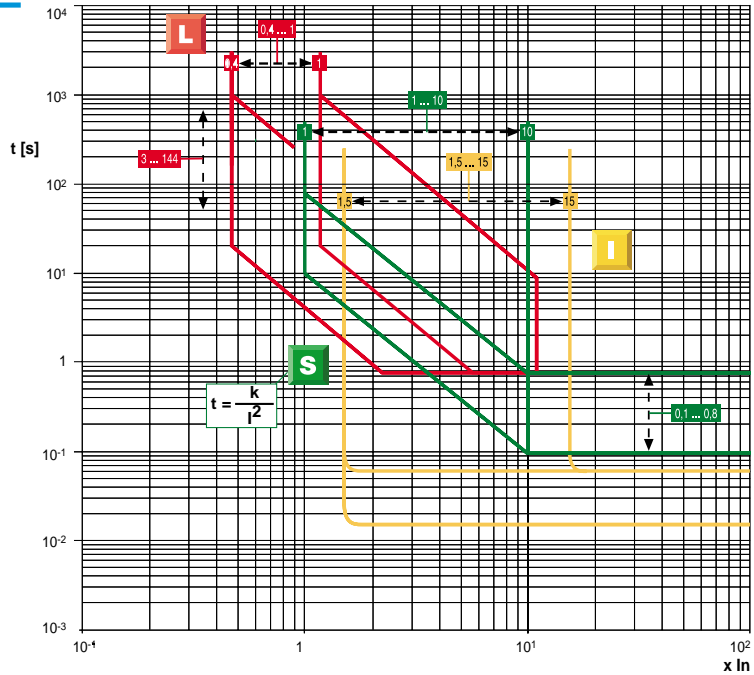 10⁴
L
0,4 ... 1
0,4
1
10³
1 ... 10
1
10
t [s]
3 ... 144
1,5 ... 15
10²
1,5
15
I
10¹
1
S
t = k / I²
0,1 ... 0,8
10⁻¹
10⁻²
10⁻³
10⁻¹
1
10¹
10²
x In